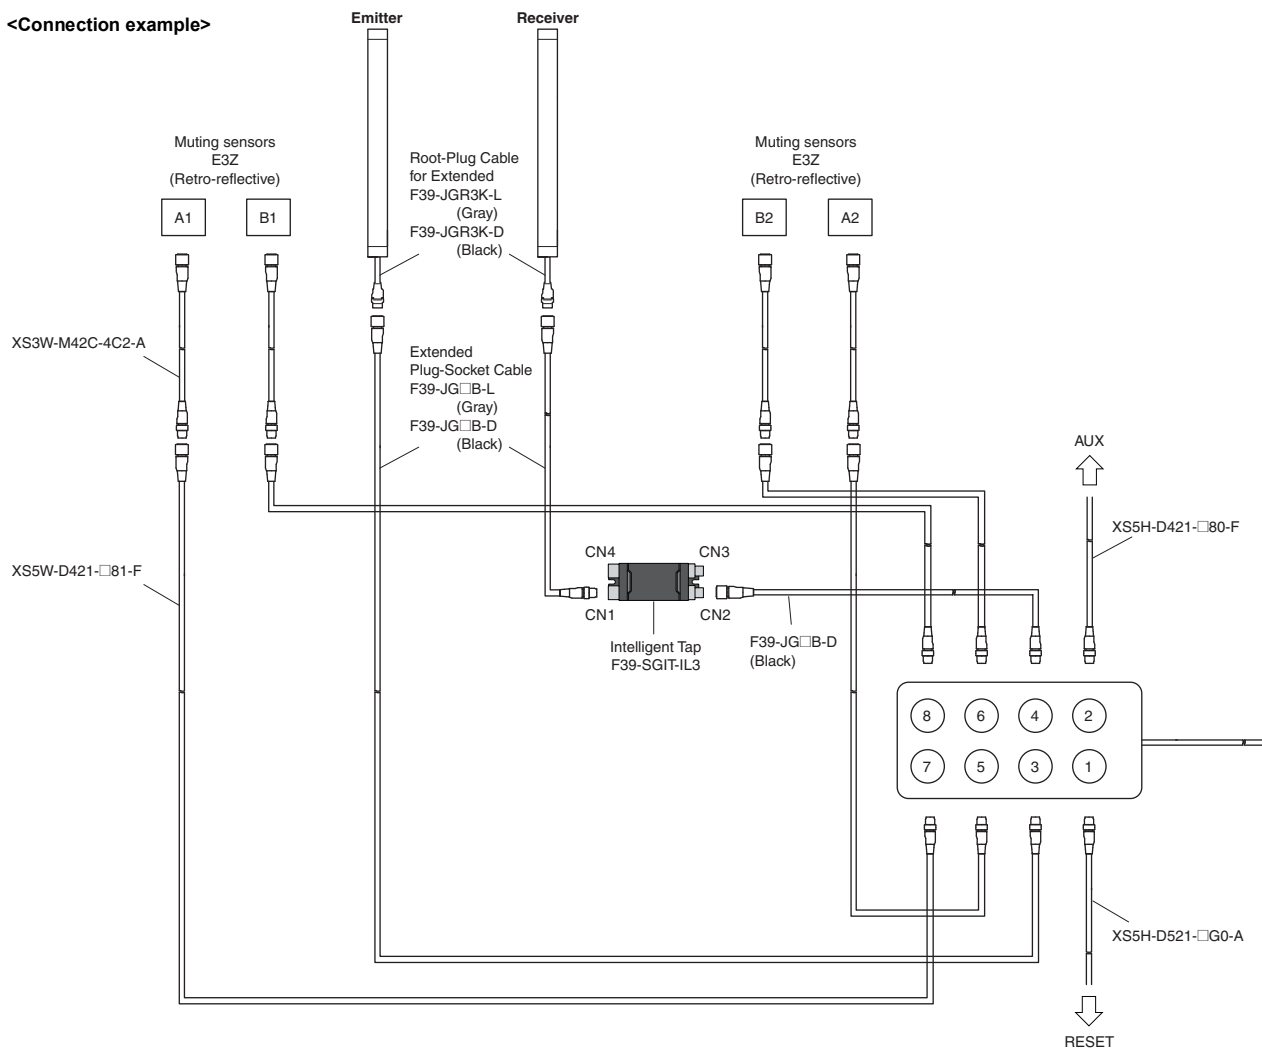 <Connection example>
Emitter
Receiver
Muting sensors
E3Z
(Retro-reflective)
A1
B1
Root-Plug Cable
for Extended
F39-JGR3K-L
(Gray)
F39-JGR3K-D
(Black)
Muting sensors
E3Z
(Retro-reflective)
B2
A2
XS3W-M42C-4C2-A
Extended
Plug-Socket Cable
F39-JG□B-L
(Gray)
F39-JG□B-D
(Black)
AUX
XS5H-D421-□80-F
XS5W-D421-□81-F
CN4
CN3
CN1
CN2
Intelligent Tap
F39-SGIT-IL3
F39-JG□B-D
(Black)
8
6
4
2
7
5
3
1
XS5H-D521-□G0-A
RESET